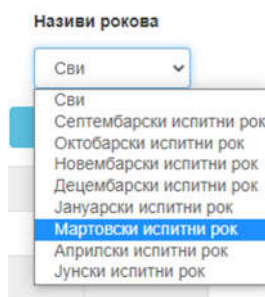 Називи рокова
Сви
Сви
Септембарски испитни рок
Октобарски испитни рок
Новембарски испитни рок
Децембарски испитни рок
Јануарски испитни рок
Мартовски испитни рок
Априлски испитни рок
Јунски испитни рок